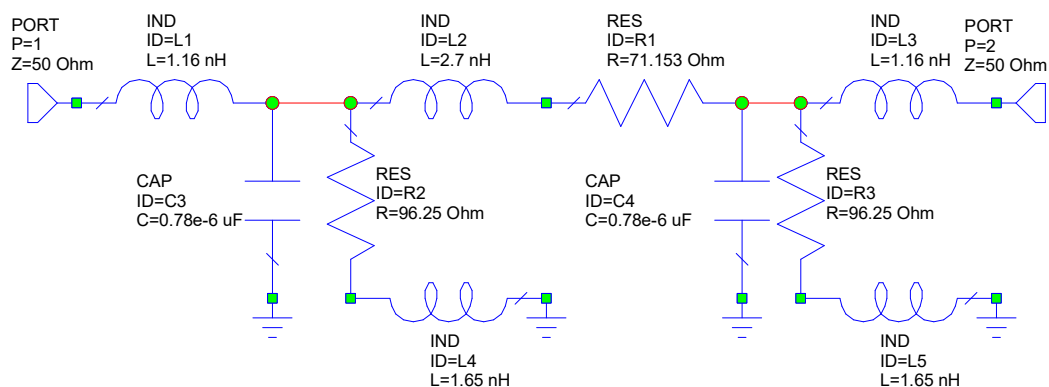 PORT
P=1
Z=50 Ohm
IND
ID=L1
L=1.16 nH
IND
ID=L2
L=2.7 nH
RES
ID=R1
R=71.153 Ohm
IND
ID=L3
L=1.16 nH
PORT
P=2
Z=50 Ohm
CAP
ID=C3
C=0.78e-6 uF
RES
ID=R2
R=96.25 Ohm
CAP
ID=C4
C=0.78e-6 uF
RES
ID=R3
R=96.25 Ohm
IND
ID=L4
L=1.65 nH
IND
ID=L5
L=1.65 nH